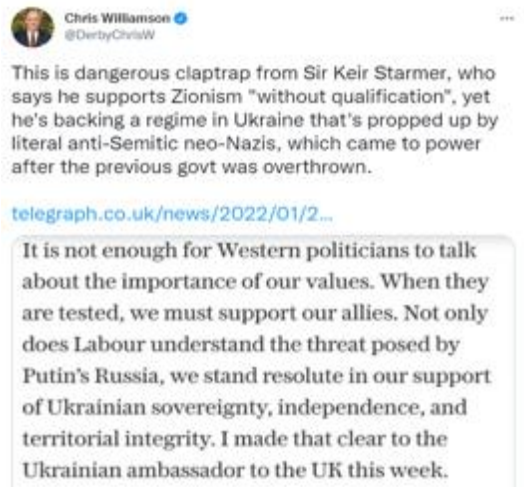 Chris Williamson
@DerbyChrisW
This is dangerous claptrap from Sir Keir Starmer, who
says he supports Zionism "without qualification", yet
he's backing a regime in Ukraine that's propped up by
literal anti-Semitic neo-Nazis, which came to power
after the previous govt was overthrown.
telegraph.co.uk/news/2022/01/2...
It is not enough for Western politicians to talk
about the importance of our values. When they
are tested, we must support our allies. Not only
does Labour understand the threat posed by
Putin's Russia, we stand resolute in our support
of Ukrainian sovereignty, independence, and
territorial integrity. I made that clear to the
Ukrainian ambassador to the UK this week.